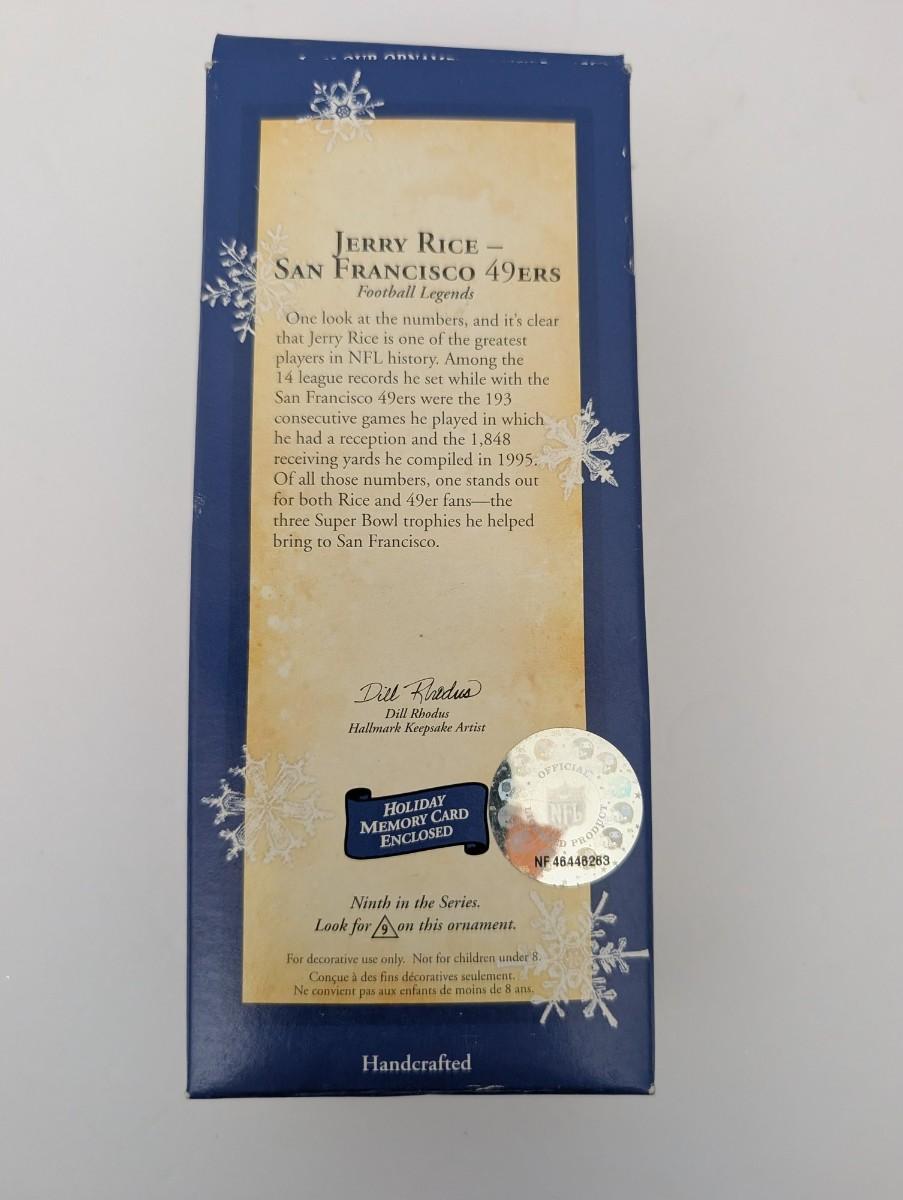 OUR ORNAME
JERRY RICE –
SAN FRANCISCO 49ERS
Football Legends
One look at the numbers, and it's clear
that Jerry Rice is one of the greatest
players in NFL history. Among the
14 league records he set while with the
San Francisco 49ers were the 193
consecutive games he played in which
he had a reception and the 1,848
receiving yards he compiled in 1995.
Of all those numbers, one stands out
for both Rice and 49er fans—the
three Super Bowl trophies he helped
bring to San Francisco.
Dill Rhodus
Dill Rhodus
Hallmark Keepsake Artist
HOLIDAY
MEMORY CARD
ENCLOSED
OFFICIAL
NFL
PRODUCT
NF 46446263
Ninth in the Series.
Look for 9 on this ornament.
For decorative use only. Not for children under 8.
Conçue à des fins décoratives seulement.
Ne convient pas aux enfants de moins de 8 ans.
Handcrafted